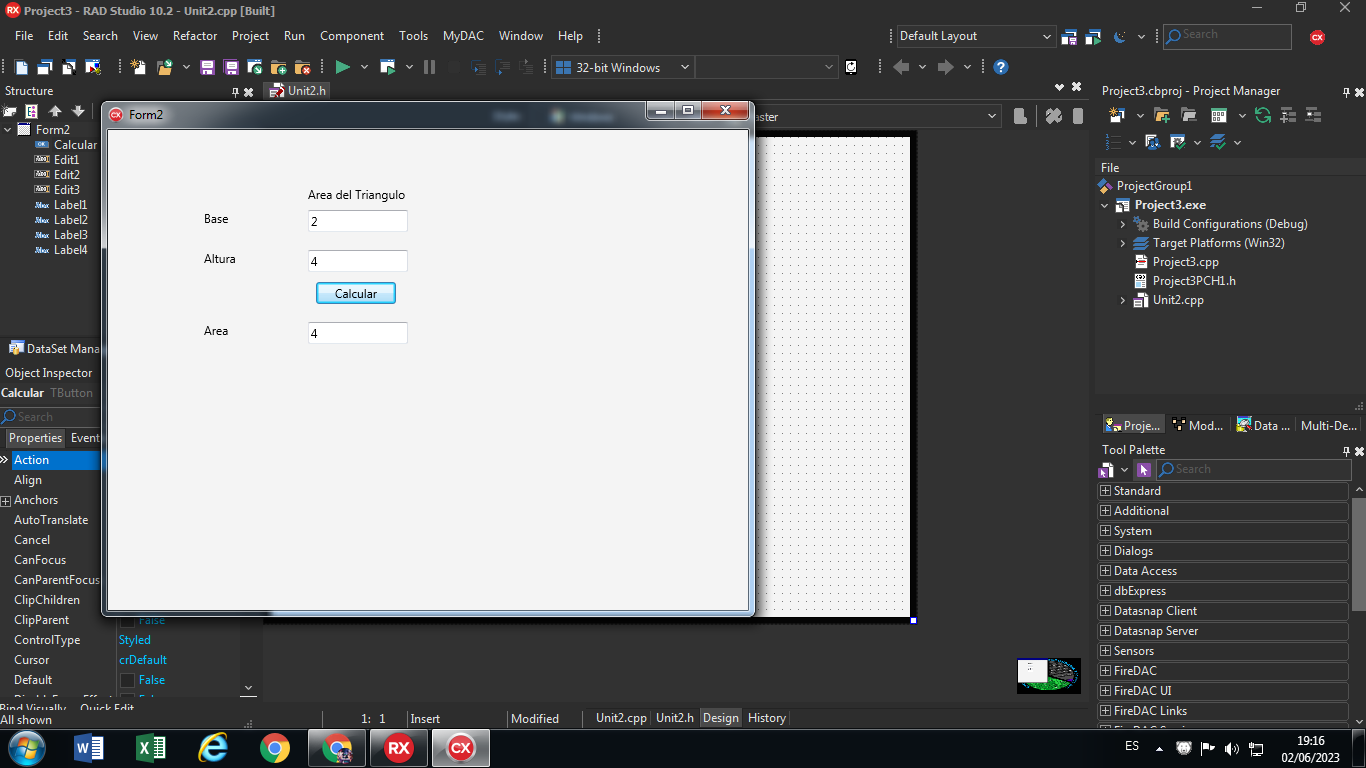 Project3 - RAD Studio 10.2 - Unit2.cpp [Built]
File Edit Search View Refactor Project Run Component Tools MyDAC Window Help
Default Layout
Search
32-bit Windows
Structure
Unit2.h
Form2
Calcular
Edit1
Edit2
Edit3
Label1
Label2
Label3
Label4
DataSet Mana
Object Inspector
Calcular TButton
Search
Properties Event
Action
Align
Anchors
AutoTranslate
Cancel
CanFocus
CanParentFocus
ClipChildren
ClipParent False
ControlType Styled
Cursor crDefault
Default False
Bind Visually... Quick Edit...
All shown
Form2
Area del Triangulo
Base 2
Altura 4
Calcular
Area 4
aster
1: 1 Insert Modified Unit2.cpp Unit2.h Design History
Project3.cbproj - Project Manager
File
ProjectGroup1
Project3.exe
Build Configurations (Debug)
Target Platforms (Win32)
Project3.cpp
Project3PCH1.h
Unit2.cpp
Proje... Mod... Data ... Multi-De...
Tool Palette
Search
Standard
Additional
System
Dialogs
Data Access
dbExpress
Datasnap Client
Datasnap Server
Sensors
FireDAC
FireDAC UI
FireDAC Links
ES 19:16
02/06/2023